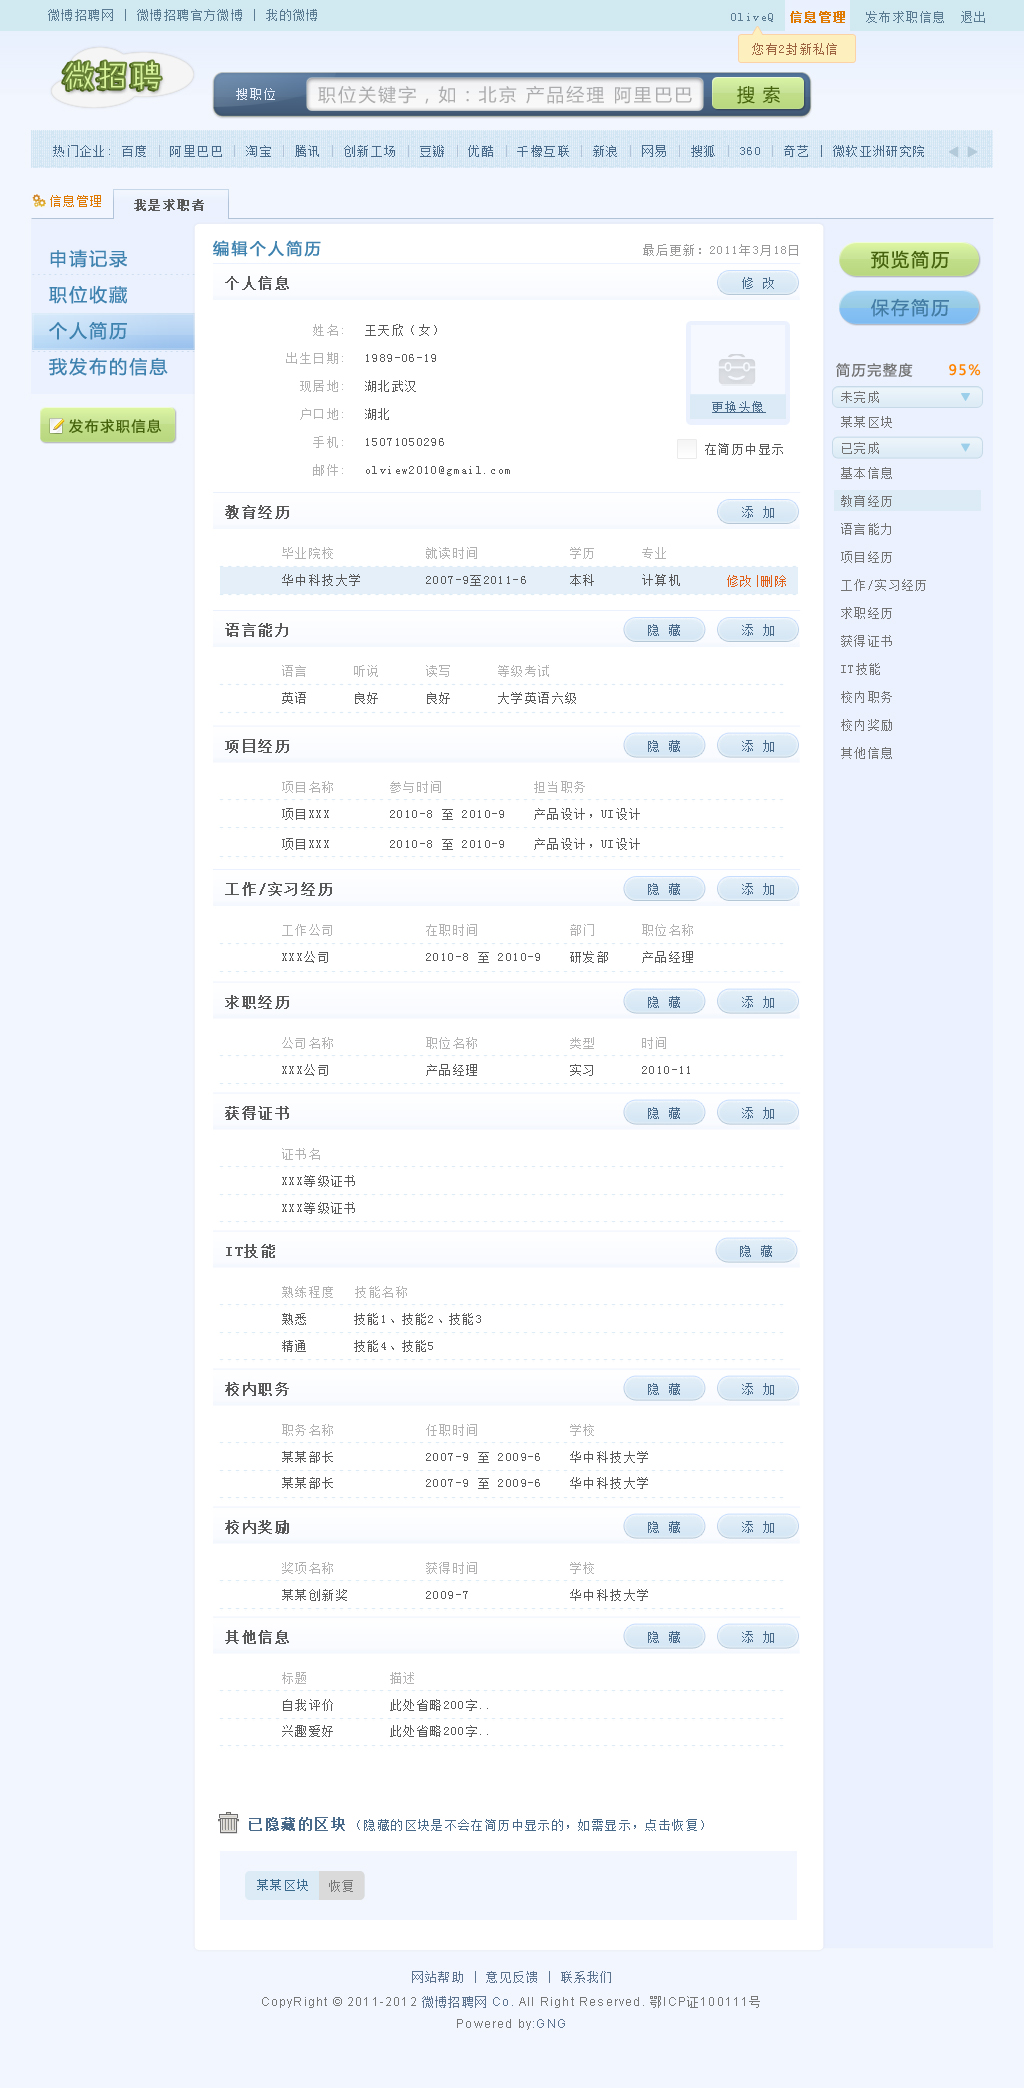 微博招聘网 | 微博招聘官方微博 | 我的微博
OliveQ 信息管理 发布求职信息 退出
您有2封新私信
微招聘
搜职位 职位关键字，如：北京 产品经理 阿里巴巴 搜 索
热门企业: 百度 | 阿里巴巴 | 淘宝 | 腾讯 | 创新工场 | 豆瓣 | 优酷 | 千橡互联 | 新浪 | 网易 | 搜狐 | 360 | 奇艺 | 微软亚洲研究院
信息管理 我是求职者
申请记录
职位收藏
个人简历
我发布的信息
发布求职信息
编辑个人简历 最后更新：2011年3月18日
个人信息 修 改
姓名: 王天欣（女）
出生日期: 1989-06-19
现居地: 湖北武汉
户口地: 湖北
手机: 15071050296
邮件: olview2010@gmail.com
更换头像
在简历中显示
教育经历 添 加
毕业院校 就读时间 学历 专业
华中科技大学 2007-9至2011-6 本科 计算机 修改|删除
语言能力 隐 藏 添 加
语言 听说 读写 等级考试
英语 良好 良好 大学英语六级
项目经历 隐 藏 添 加
项目名称 参与时间 担当职务
项目XXX 2010-8 至 2010-9 产品设计，UI设计
项目XXX 2010-8 至 2010-9 产品设计，UI设计
工作/实习经历 隐 藏 添 加
工作公司 在职时间 部门 职位名称
XXX公司 2010-8 至 2010-9 研发部 产品经理
求职经历 隐 藏 添 加
公司名称 职位名称 类型 时间
XXX公司 产品经理 实习 2010-11
获得证书 隐 藏 添 加
证书名
XXX等级证书
XXX等级证书
IT技能 隐 藏
熟练程度 技能名称
熟悉 技能1、技能2、技能3
精通 技能4、技能5
校内职务 隐 藏 添 加
职务名称 任职时间 学校
某某部长 2007-9 至 2009-6 华中科技大学
某某部长 2007-9 至 2009-6 华中科技大学
校内奖励 隐 藏 添 加
奖项名称 获得时间 学校
某某创新奖 2009-7 华中科技大学
其他信息 隐 藏 添 加
标题 描述
自我评价 此处省略200字..
兴趣爱好 此处省略200字..
已隐藏的区块（隐藏的区块是不会在简历中显示的，如需显示，点击恢复）
某某区块 恢复
预览简历
保存简历
简历完整度 95%
未完成
某某区块
已完成
基本信息
教育经历
语言能力
项目经历
工作/实习经历
求职经历
获得证书
IT技能
校内职务
校内奖励
其他信息
网站帮助 | 意见反馈 | 联系我们
CopyRight © 2011-2012 微博招聘网 Co. All Right Reserved. 鄂ICP证100111号
Powered by:GNG